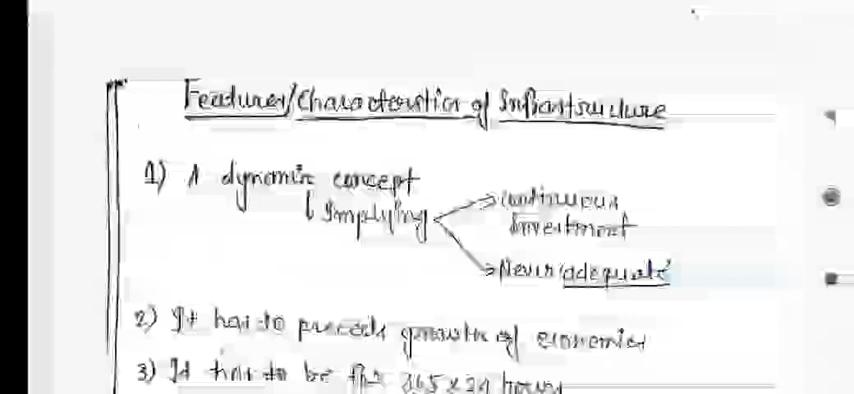 Features/Characteristics of Infrastructure
1) A dynamic concept
↳ Implying → continuous
Investment
→ Never adequate
2) It has to precede growth of economies
3) It has to be for 365 x 24 hours